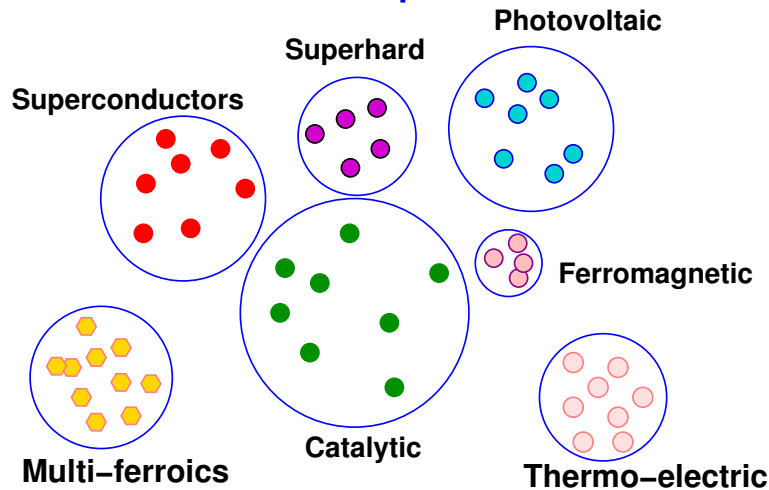 Photovoltaic
Superhard
Superconductors
Ferromagnetic
Catalytic
Multi−ferroics
Thermo−electric